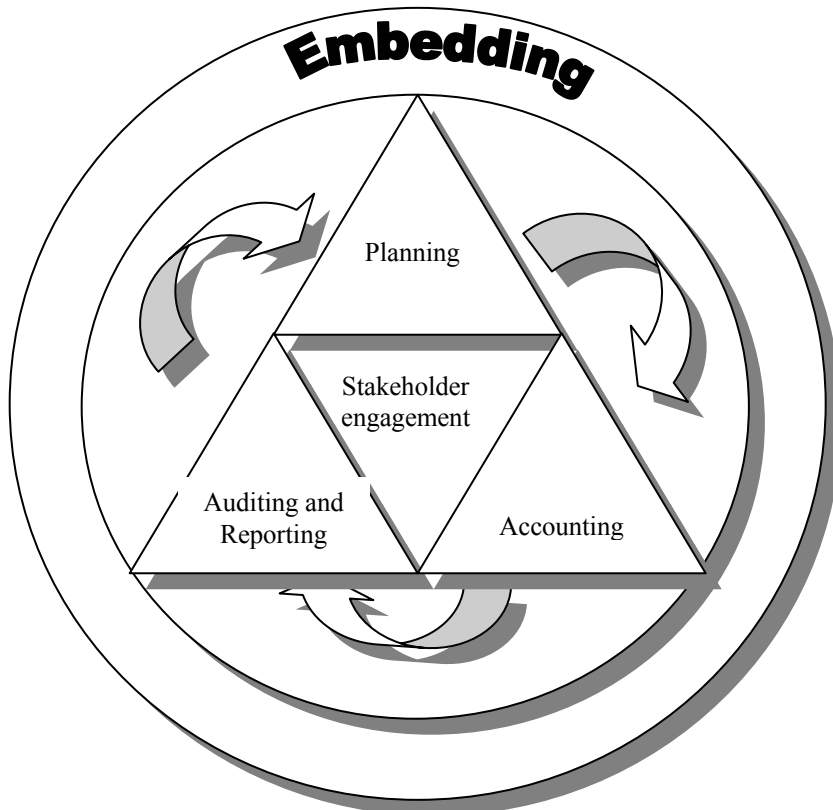 Embedding
Planning
Stakeholder
engagement
Auditing and
Reporting
Accounting